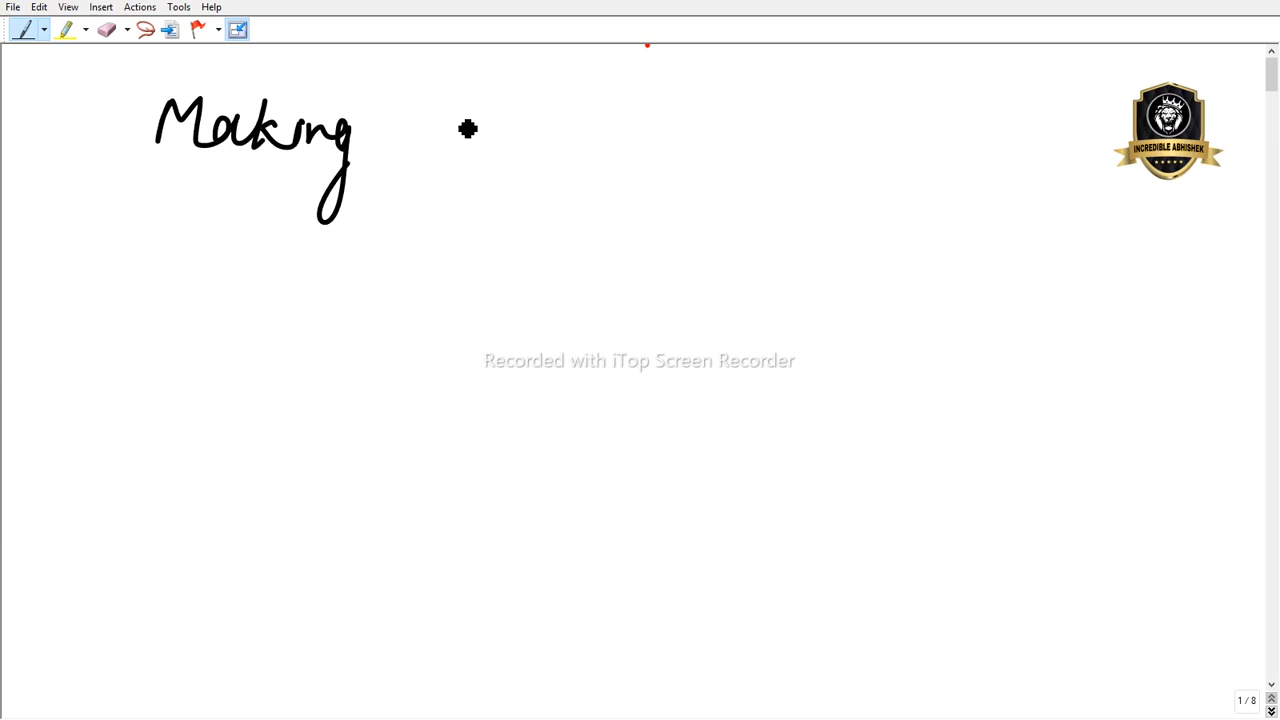 File Edit View Insert Actions Tools Help
Making
INCREDIBLE ABHISHEK
Recorded with iTop Screen Recorder
1 / 8